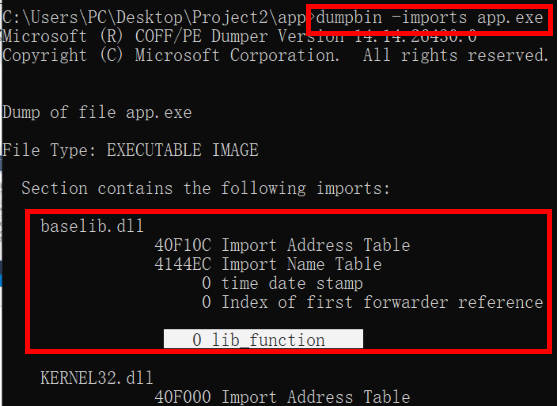 C:\Users\PC\Desktop\Project2\app>dumpbin -imports app.exe
Microsoft (R) COFF/PE Dumper Version 14.14.26430.0
Copyright (C) Microsoft Corporation.  All rights reserved.
Dump of file app.exe
File Type: EXECUTABLE IMAGE
Section contains the following imports:
baselib.dll
40F10C Import Address Table
4144EC Import Name Table
0 time date stamp
0 Index of first forwarder reference
0 lib_function
KERNEL32.dll
40F000 Import Address Table